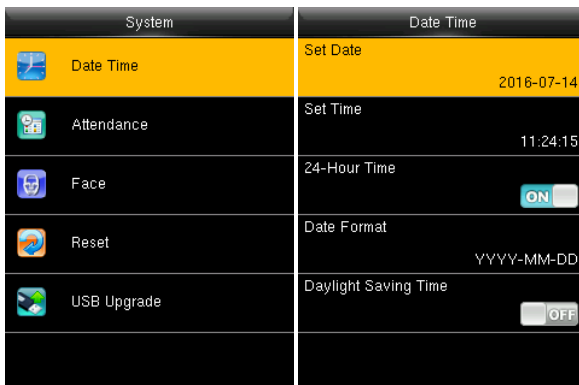 System
Date Time
Attendance
Face
Reset
USB Upgrade
Date Time
Set Date
2016-07-14
Set Time
11:24:15
24-Hour Time
ON
Date Format
YYYY-MM-DD
Daylight Saving Time
OFF